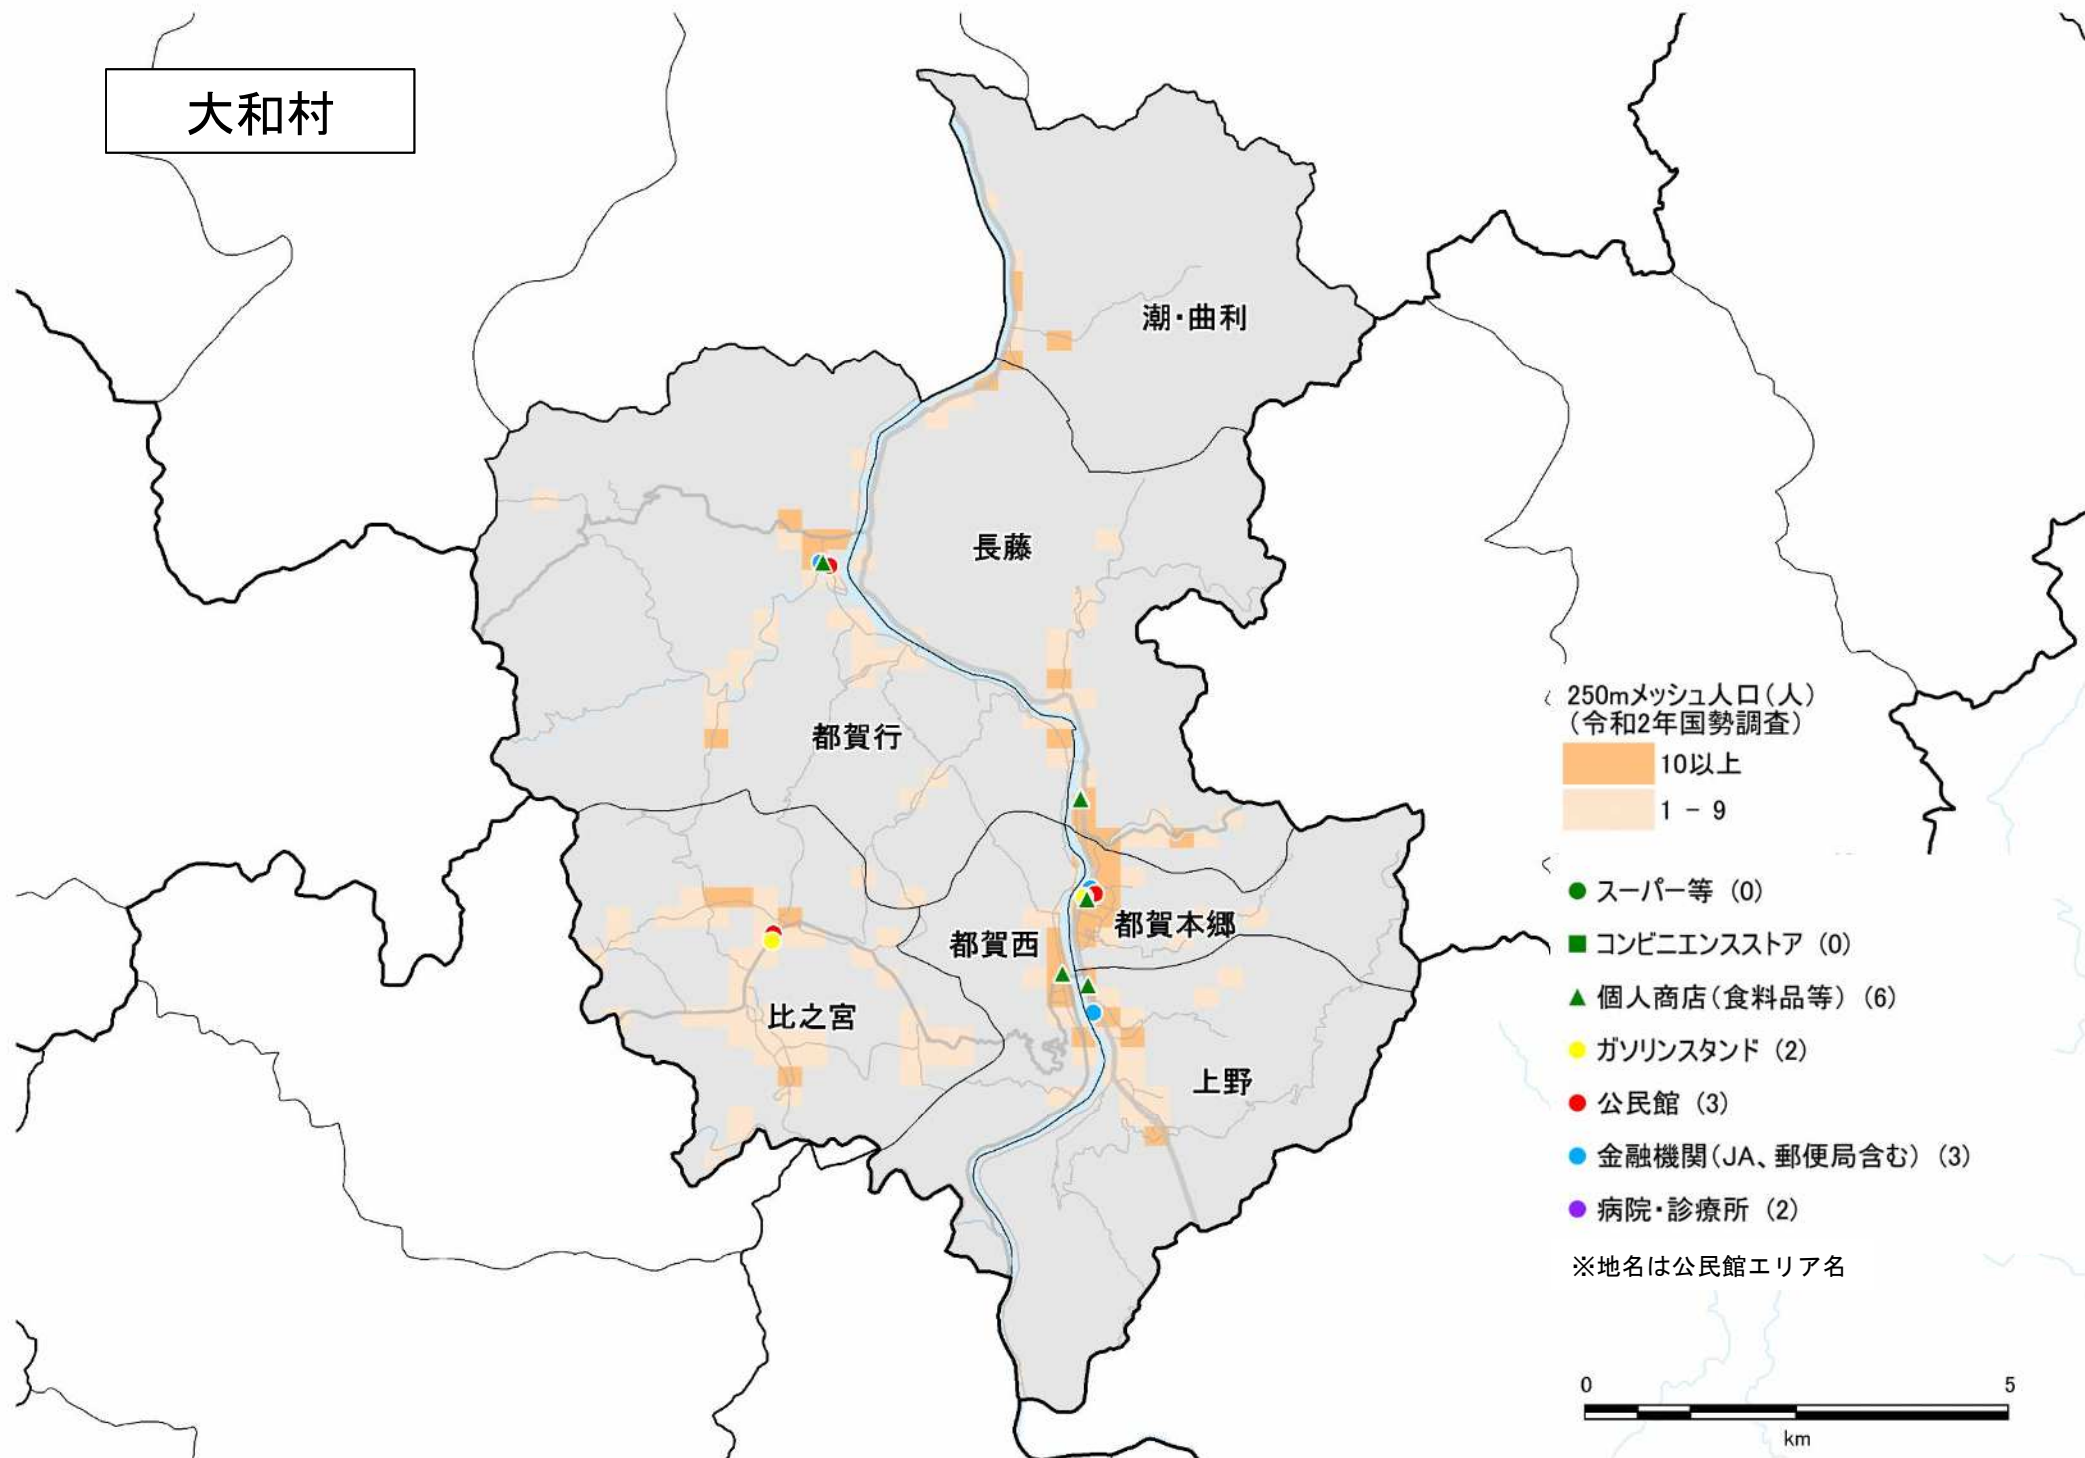 大和村
潮・曲利
長藤
都賀行
都賀西
都賀本郷
比之宮
上野
250mメッシュ人口（人）
（令和2年国勢調査）
10以上
1 － 9
スーパー等（0）
コンビニエンスストア（0）
個人商店（食料品等）（6）
ガソリンスタンド（2）
公民館（3）
金融機関（JA、郵便局含む）（3）
病院・診療所（2）
※地名は公民館エリア名
0 5
km